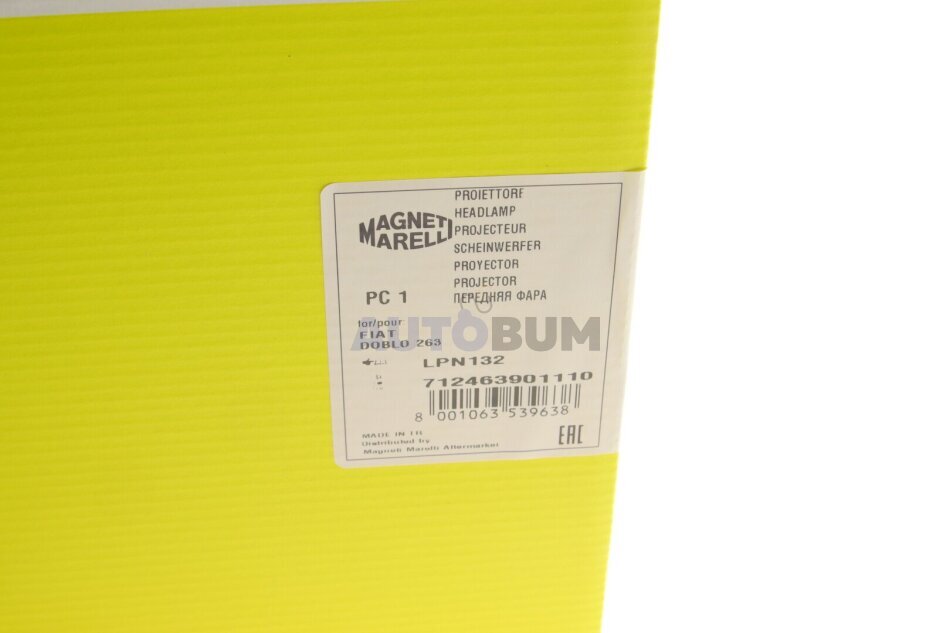 PROIETTORE
MAGNETI
MARELLI
HEADLAMP
PROJECTEUR
SCHEINWERFER
PROYECTOR
PROJECTOR
ПЕРЕДНЯЯ ФАРА
PC 1
for/pour
FIAT
DOBLO 263
AUTOBUM
LPN132
712463901110
8 001063 539638
MADE IN
Distributed by
Magneti Marelli Aftermarket
EAC